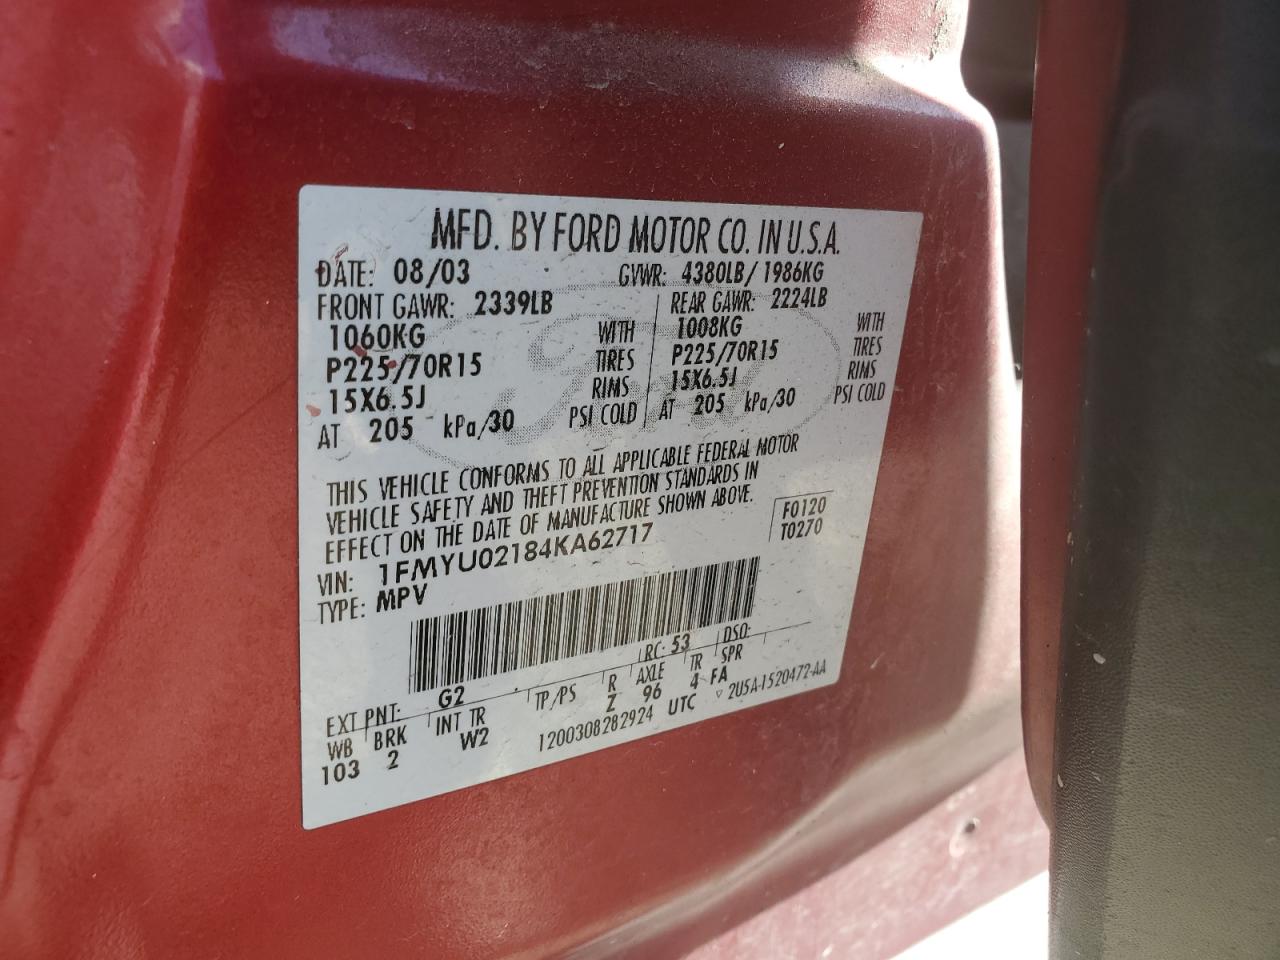 MFD. BY FORD MOTOR CO. IN U.S.A.
DATE: 08/03 GVWR: 4380LB/ 1986KG
FRONT GAWR: 2339LB REAR GAWR: 2224LB
1060KG WITH 1008KG WITH
P225/70R15 TIRES P225/70R15 TIRES
15X6.5J RIMS 15X6.5J RIMS
AT 205 kPa/30 PSI COLD AT 205 kPa/30 PSI COLD
THIS VEHICLE CONFORMS TO ALL APPLICABLE FEDERAL MOTOR
VEHICLE SAFETY AND THEFT PREVENTION STANDARDS IN
EFFECT ON THE DATE OF MANUFACTURE SHOWN ABOVE.
VIN: 1FMYU02184KA62717 F0120
TYPE: MPV T0270
EXT PNT: G2 RC: 53 DSO:
WB BRK INT TR TP/PS R AXLE TR SPR
103 2 W2 Z 96 4 FA
1200308282924 UTC ▽ 2U5A-1520472-AA
Ford